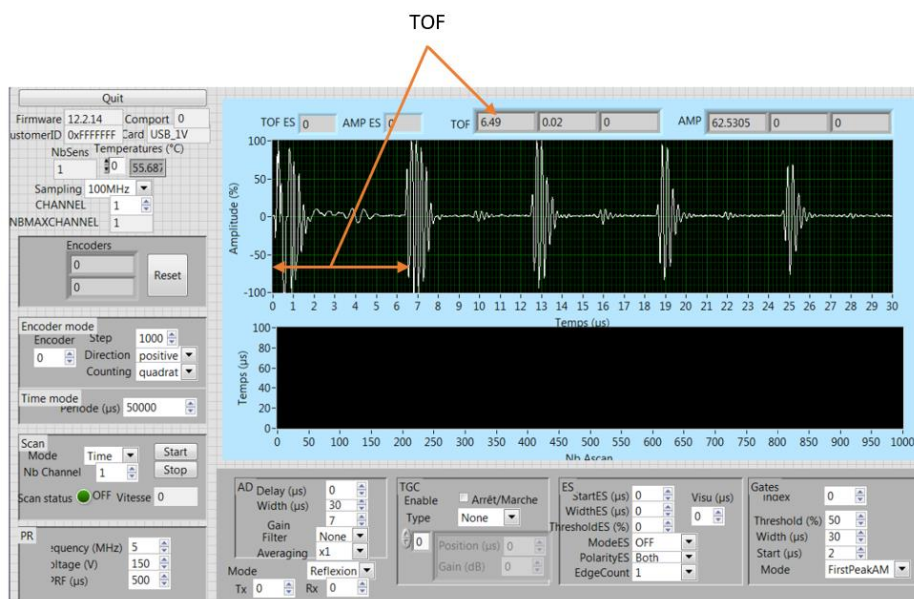 TOF
Quit
Firmware 12.2.14 Comport 0
ustomerID 0xFFFFFFF Card USB_1V
NbSens Temperatures (°C)
1 0 55.687
Sampling 100MHz
CHANNEL 1
NBMAXCHANNEL 1
Encoders
0
0
Reset
Encoder mode
Encoder Step 1000
0 Direction positive
Counting quadrat
Time mode
Periode (µs) 50000
Scan
Mode Time Start
Nb Channel 1 Stop
Scan status OFF Vitesse 0
PR
equency (MHz) 5
oltage (V) 150
PRF (µs) 500
TOF ES 0 AMP ES 0 TOF 6.49 0.02 0 AMP 62.5305 0 0
Amplitude (%)
100
50
0
-50
-100
0 1 2 3 4 5 6 7 8 9 10 11 12 13 14 15 16 17 18 19 20 21 22 23 24 25 26 27 28 29 30
Temps (µs)
Temps (µs)
100
80
60
40
20
0
0 50 100 150 200 250 300 350 400 450 500 550 600 650 700 750 800 850 900 950 1000
Nb Ascan
AD
Delay (µs) 0
Width (µs) 30
Gain 7
Filter None
Averaging x1
Mode Reflexion
Tx 0 Rx 0
TGC
Enable Arrêt/Marche
Type None
0
Position (µs) 0
Gain (dB) 0
ES
StartES (µs) 0 Visu (µs)
WidthES (µs) 0 0
ThresholdES (%) 0
ModeES OFF
PolarityES Both
EdgeCount 1
Gates
Index 0
Threshold (%) 50
Width (µs) 30
Start (µs) 2
Mode FirstPeakAM